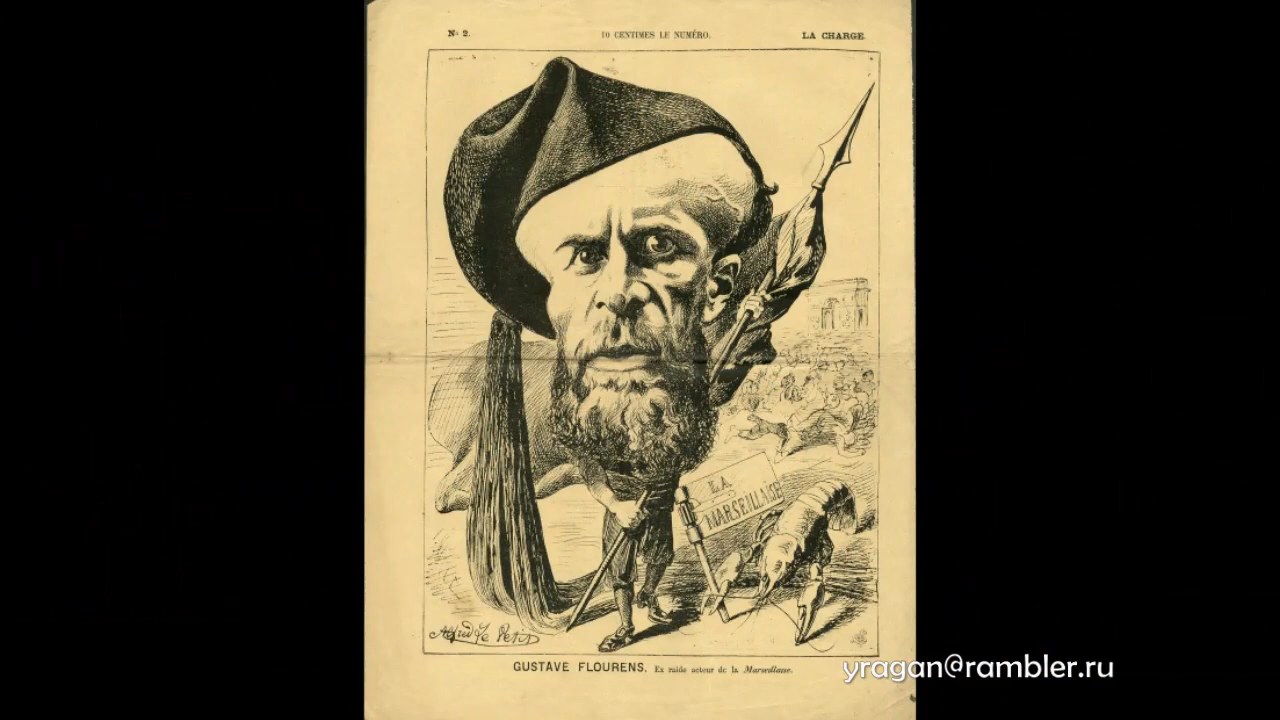 No 2.
10 CENTIMES LE NUMÉRO.
LA CHARGE.
LA
MARSEILLAISE
Alfred Le Petit
GUSTAVE FLOURENS. Ex raide acteur de la Marseillaise.
yragan@rambler.ru